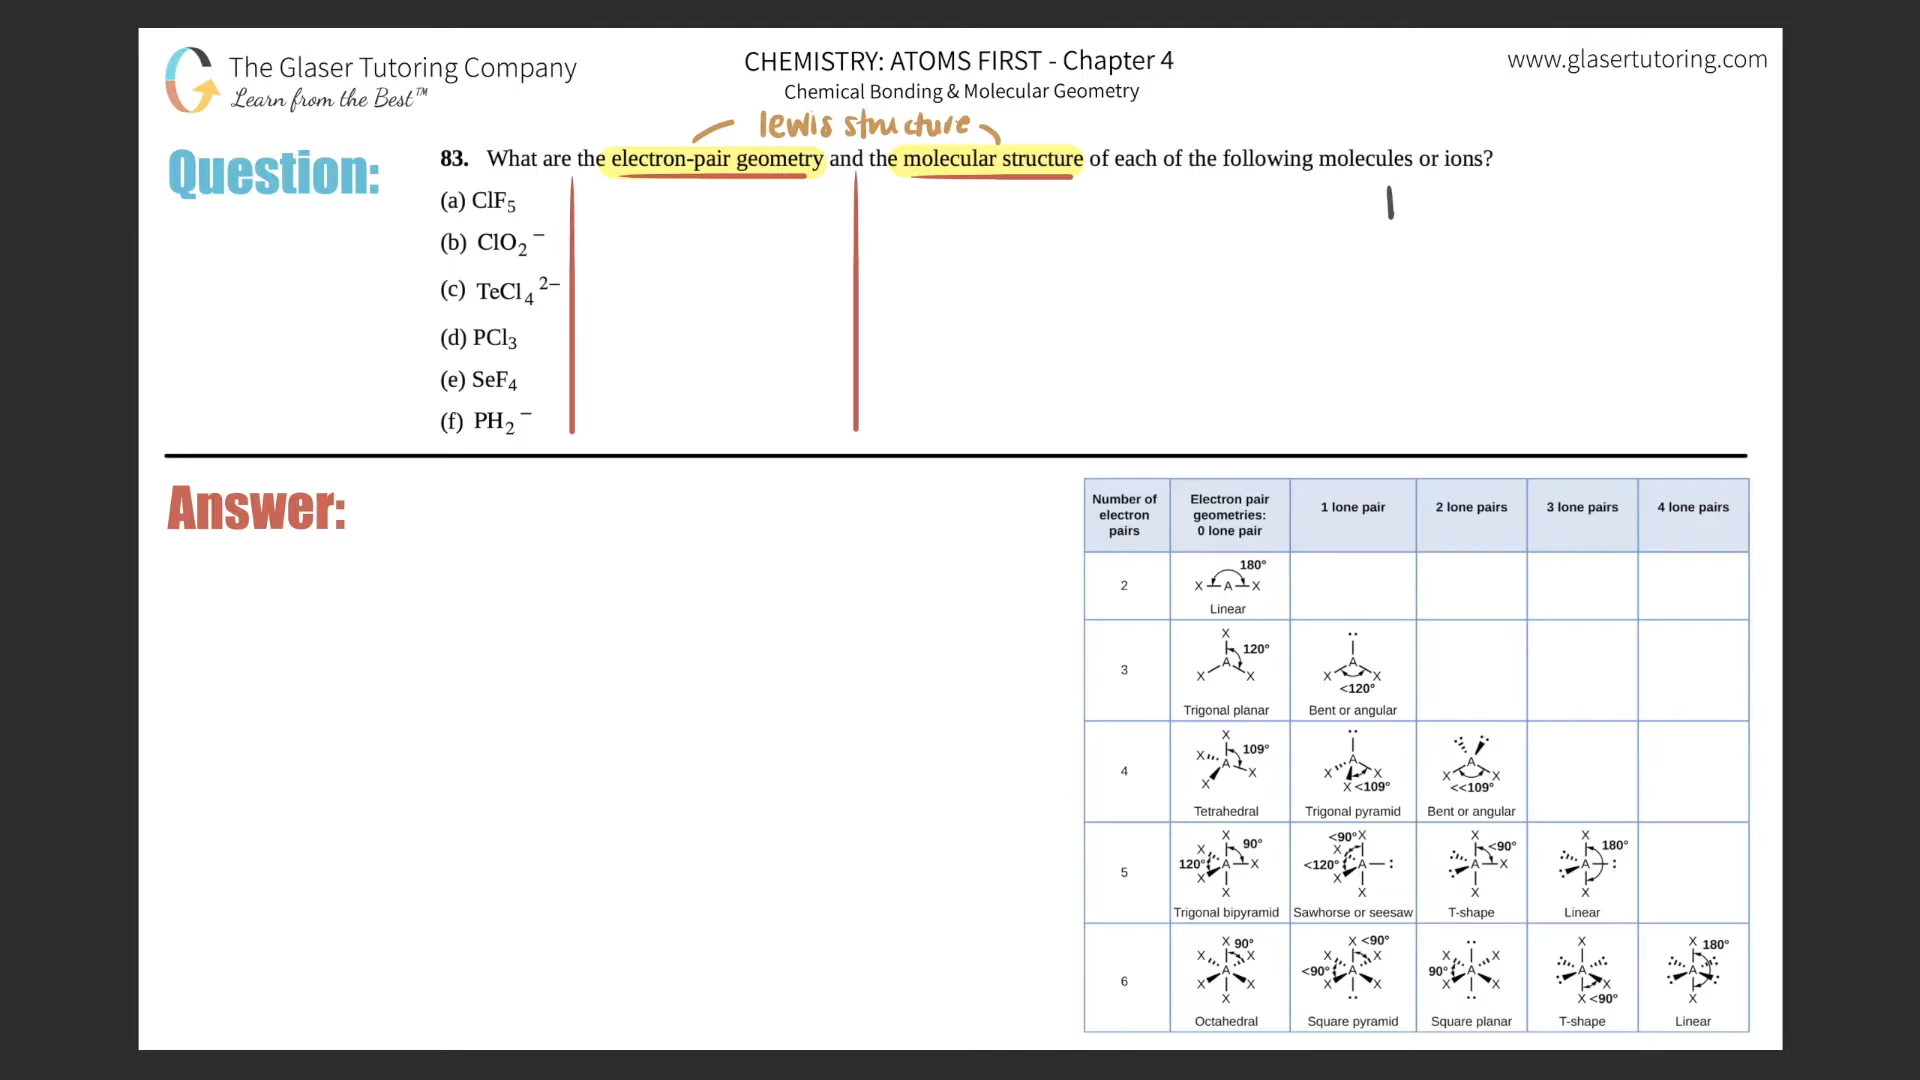 The Glaser Tutoring Company
Learn from the Best™
CHEMISTRY: ATOMS FIRST - Chapter 4
Chemical Bonding & Molecular Geometry
www.glasertutoring.com
lewis structure
Question:
83. What are the electron-pair geometry and the molecular structure of each of the following molecules or ions?
(a) ClF5
(b) ClO2 −
(c) TeCl4 2−
(d) PCl3
(e) SeF4
(f) PH2 −
Answer:
Number of electron pairs
Electron pair geometries: 0 lone pair
1 lone pair
2 lone pairs
3 lone pairs
4 lone pairs
2
180°
X A X
Linear
3
X
120°
A
X X
Trigonal planar
..
A
X X
<120°
Bent or angular
4
X
109°
X A
X X
Tetrahedral
..
A
X X
X <109°
Trigonal pyramid
A
X X
<<109°
Bent or angular
5
X
90°
X
120° A X
X
X
Trigonal bipyramid
<90° X
X
<120° A :
X
X
Sawhorse or seesaw
X
<90°
A X
X
T-shape
X
180°
A :
X
Linear
6
X 90°
X X
A
X X
X
Octahedral
X <90°
X X
<90° A
X X
..
Square pyramid
..
X X
90° A
X X
..
Square planar
X
A
X
X <90°
T-shape
X 180°
A
X
Linear